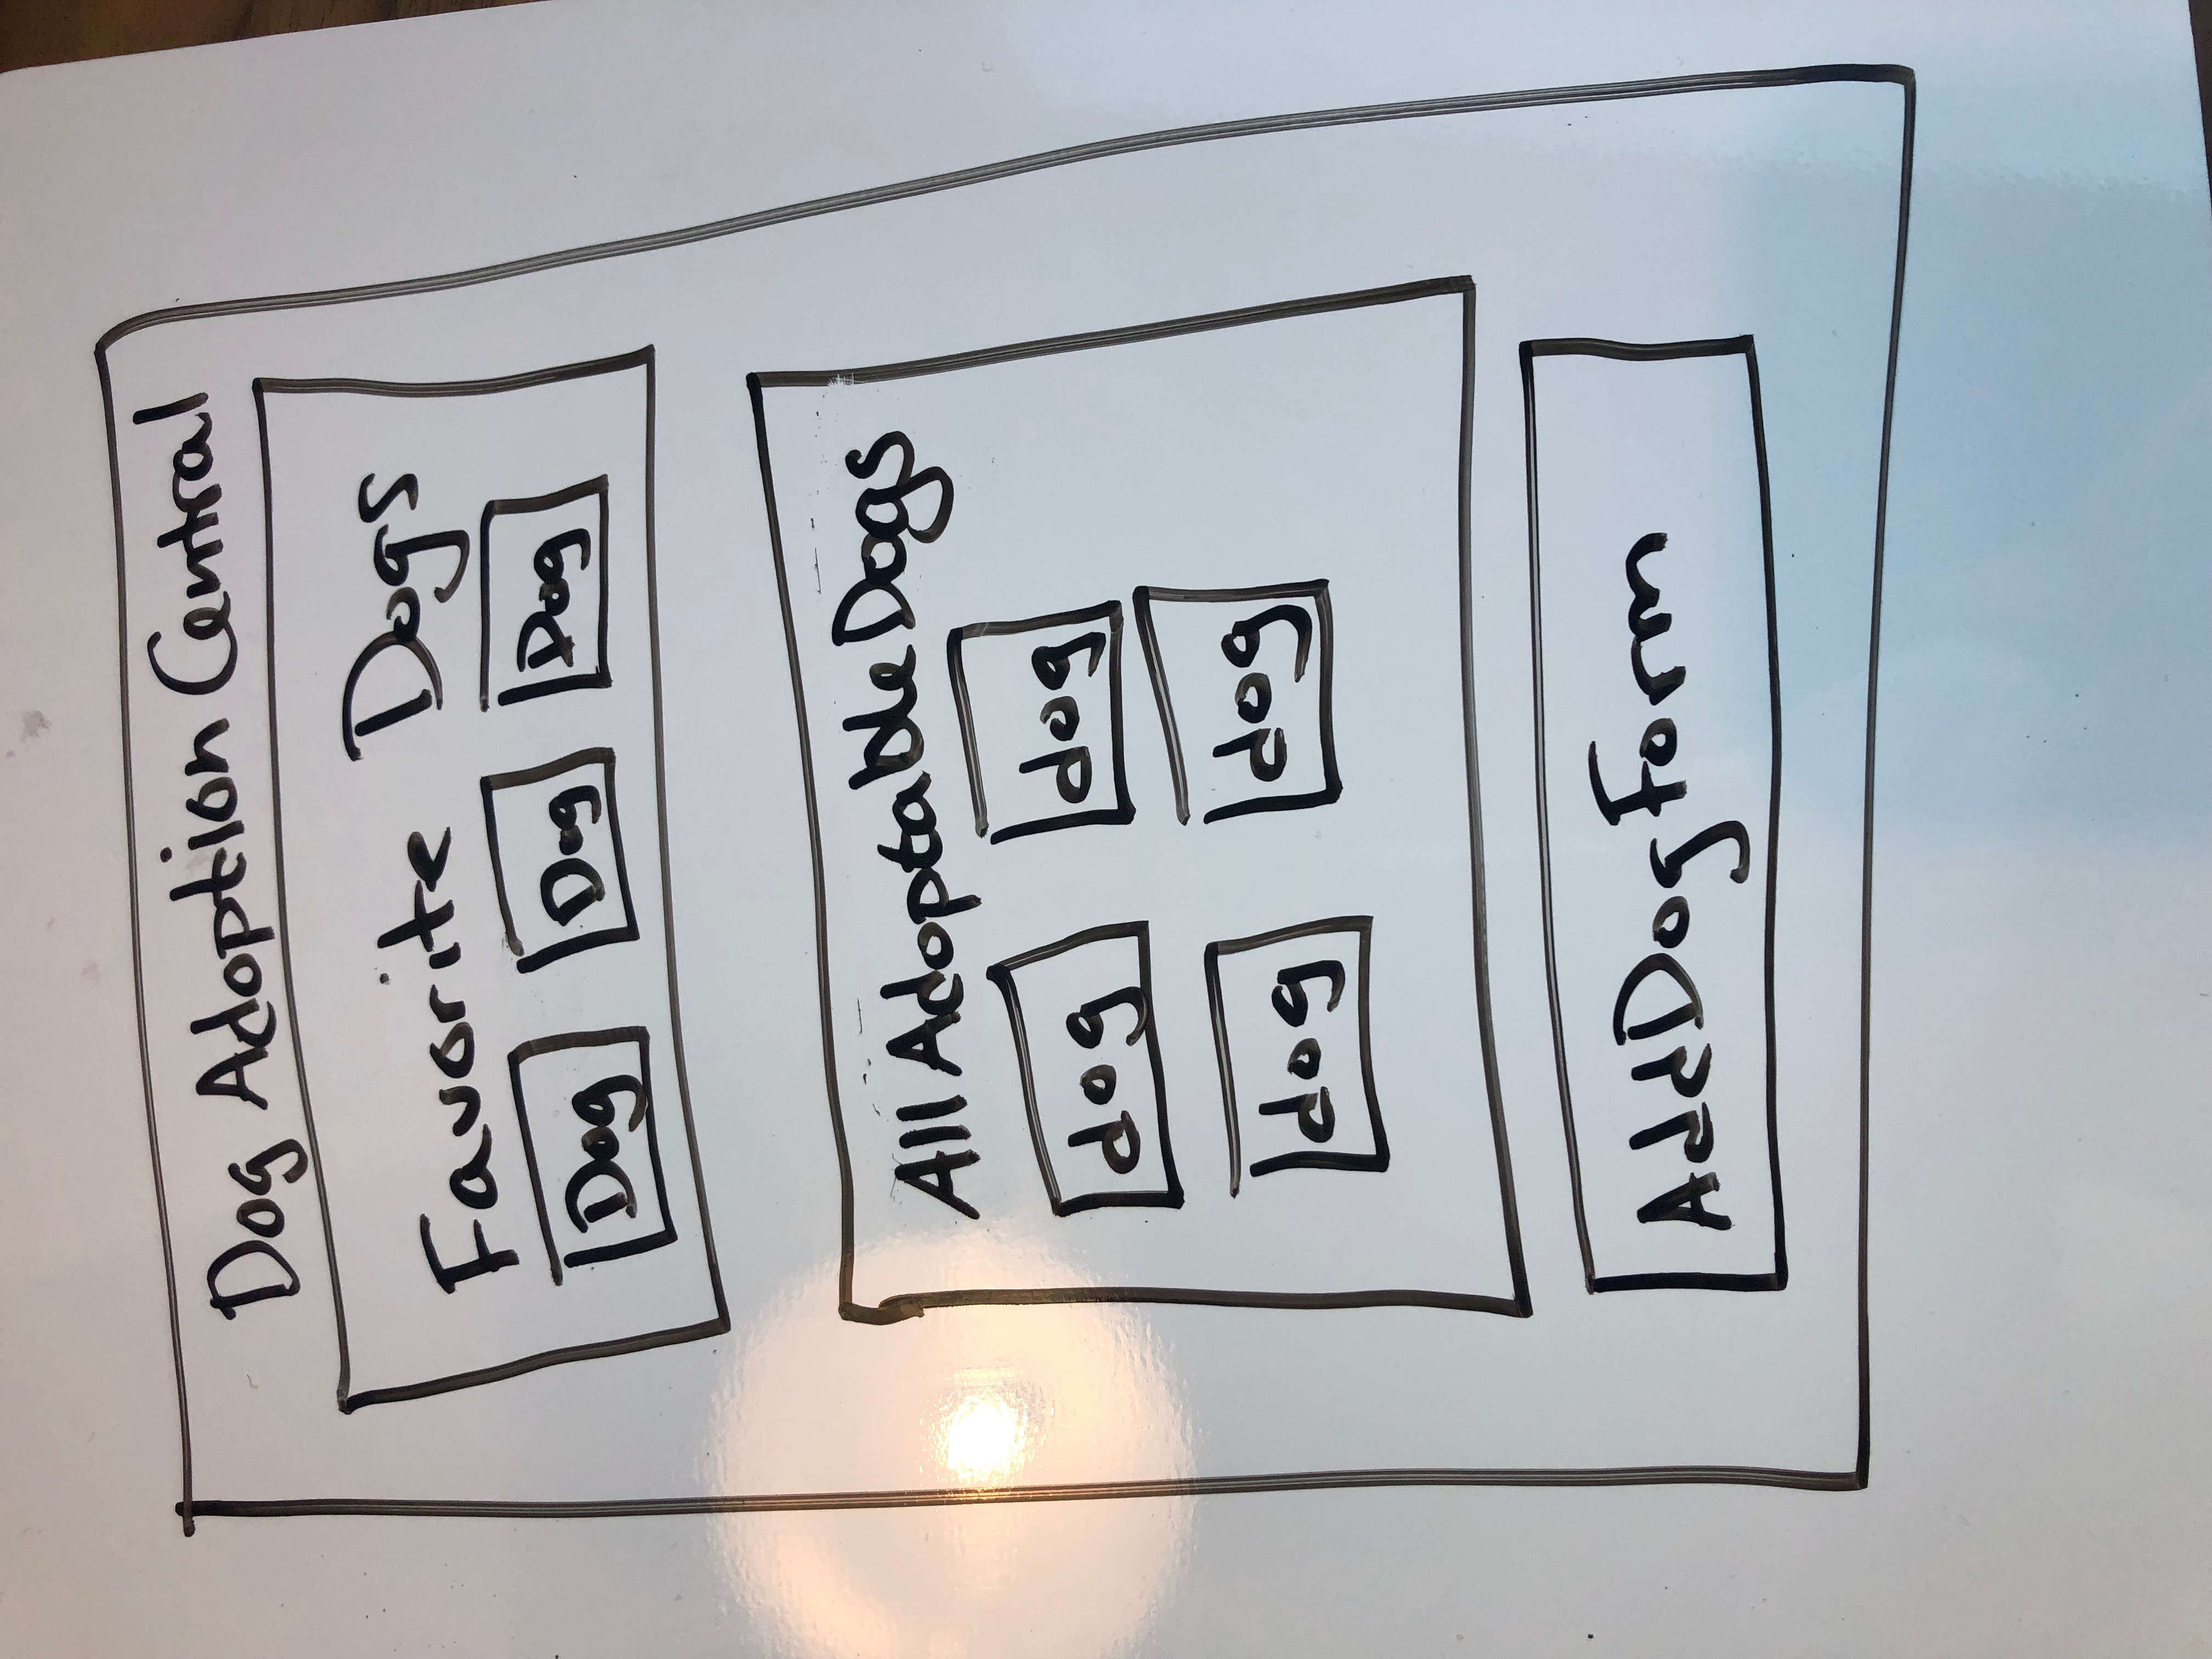 Dog Adoption Central
Favorite Dogs
Dog Dog Dog
All Adoptable Dogs
dog dog
dog dog
AddDogForm